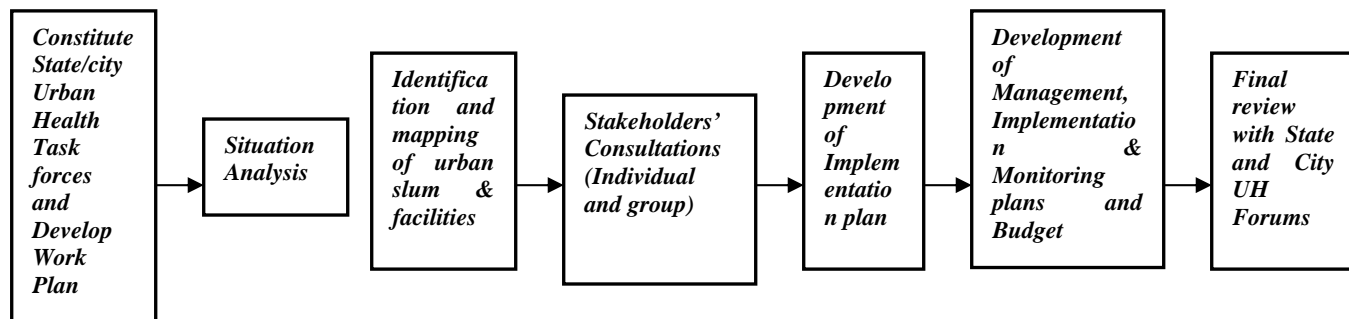 Constitute
State/city
Urban
Health
Task
forces
and
Develop
Work
Plan
Situation
Analysis
Identifica
tion and
mapping
of urban
slum &
facilities
Stakeholders’
Consultations
(Individual
and group)
Develo
pment
of
Implem
entatio
n plan
Development
of
Management,
Implementatio
n &
Monitoring
plans and
Budget
Final
review
with State
and City
UH
Forums